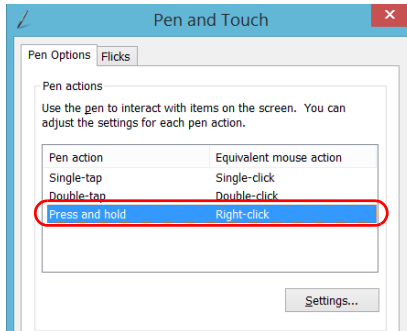 Pen and Touch
Pen Options Flicks
Pen actions
Use the pen to interact with items on the screen. You can
adjust the settings for each pen action.
Pen action Equivalent mouse action
Single-tap Single-click
Double-tap Double-click
Press and hold Right-click
Settings...